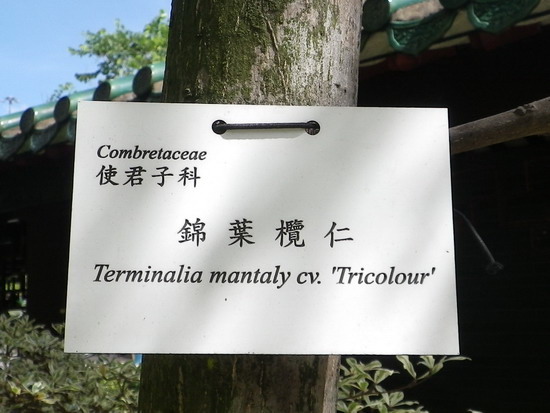 Combretaceae
使君子科
錦葉欖仁
Terminalia mantaly cv. 'Tricolour'